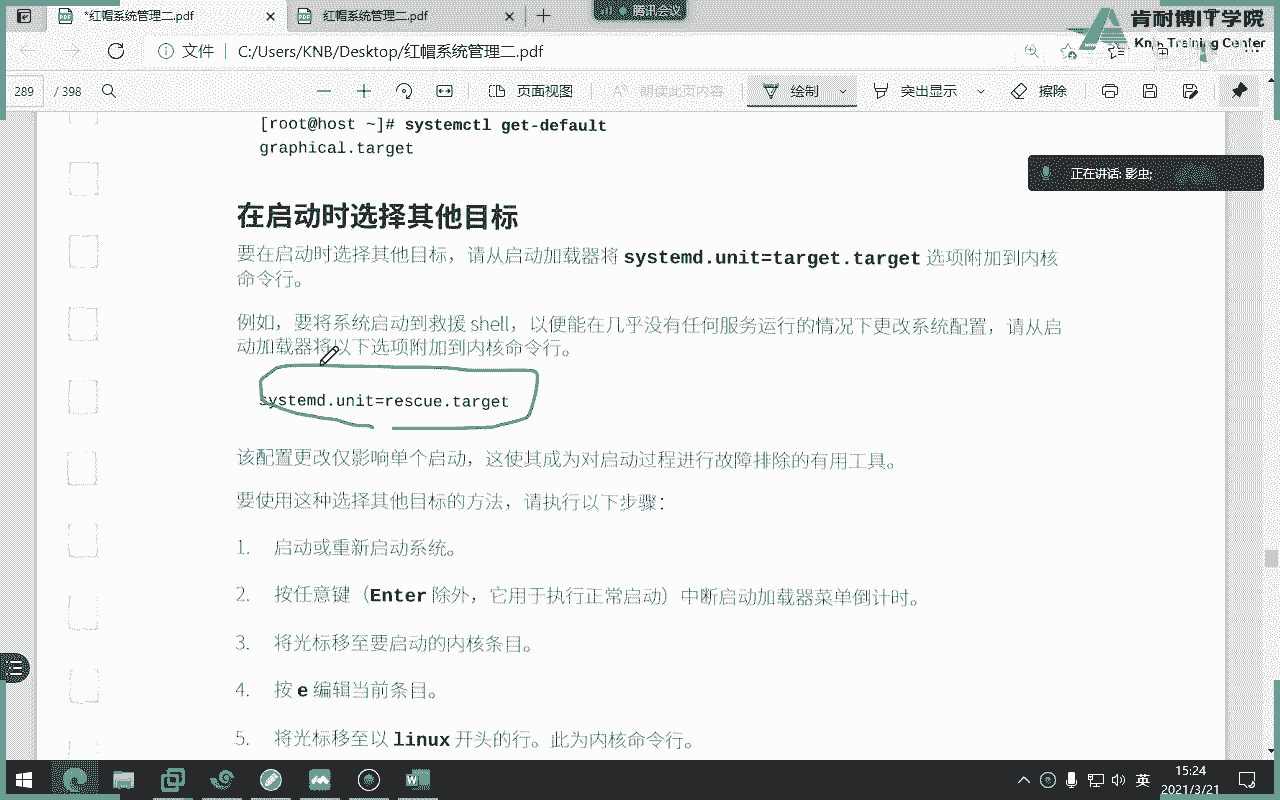 *红帽系统管理二.pdf
红帽系统管理二.pdf
腾讯会议
肯耐博IT学院
文件
C:/Users/KNB/Desktop/红帽系统管理二.pdf
289 / 398
页面视图
朗读此页内容
绘制
突出显示
擦除
[root@host ~]# systemctl get-default
graphical.target
正在讲话: 影虫;
在启动时选择其他目标
要在启动时选择其他目标，请从启动加载器将 systemd.unit=target.target 选项附加到内核
命令行。
例如，要将系统启动到救援 shell，以便能在几乎没有任何服务运行的情况下更改系统配置，请从启
动加载器将以下选项附加到内核命令行。
systemd.unit=rescue.target
该配置更改仅影响单个启动，这使其成为对启动过程进行故障排除的有用工具。
要使用这种选择其他目标的方法，请执行以下步骤：
1. 启动或重新启动系统。
2. 按任意键（Enter 除外，它用于执行正常启动）中断启动加载器菜单倒计时。
3. 将光标移至要启动的内核条目。
4. 按 e 编辑当前条目。
5. 将光标移至以 linux 开头的行。此为内核命令行。
英
15:24
2021/3/21